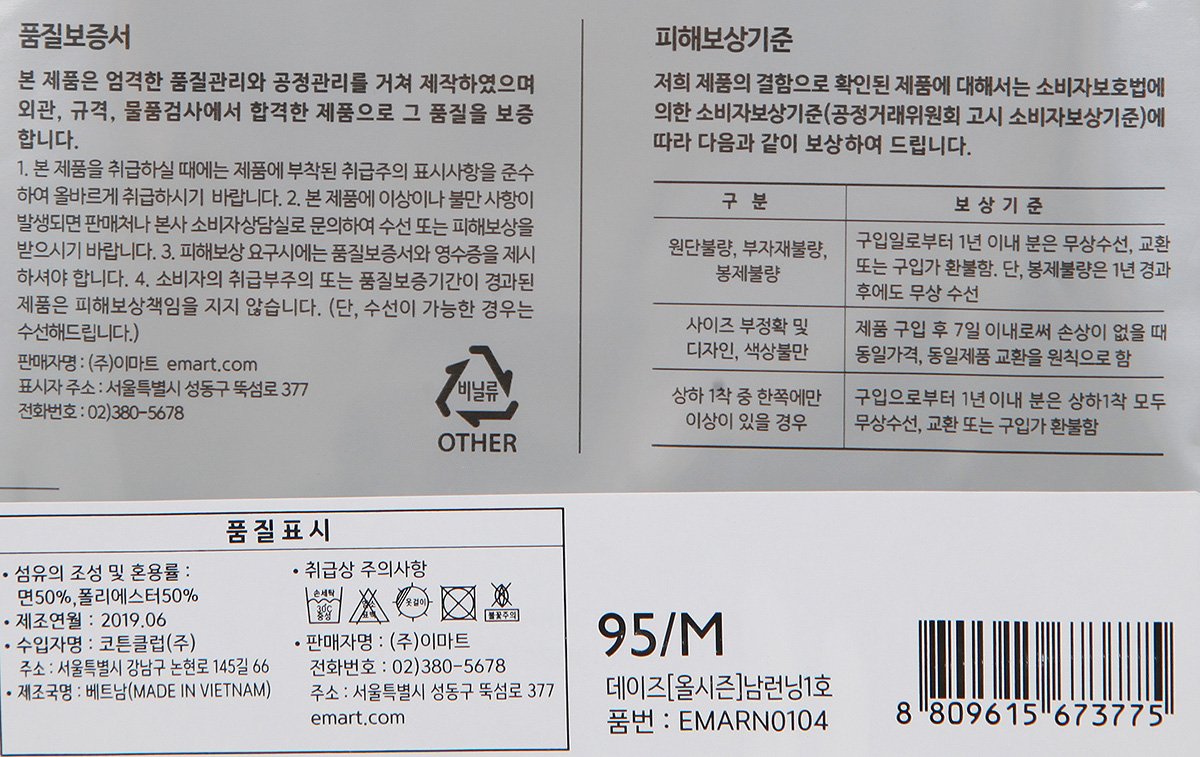 품질보증서
본 제품은 엄격한 품질관리와 공정관리를 거쳐 제작하였으며
외관, 규격, 물품검사에서 합격한 제품으로 그 품질을 보증
합니다.
1. 본 제품을 취급하실 때에는 제품에 부착된 취급주의 표시사항을 준수
하여 올바르게 취급하시기 바랍니다. 2. 본 제품에 이상이나 불만 사항이
발생되면 판매처나 본사 소비자상담실로 문의하여 수선 또는 피해보상을
받으시기 바랍니다. 3. 피해보상 요구시에는 품질보증서와 영수증을 제시
하셔야 합니다. 4. 소비자의 취급부주의 또는 품질보증기간이 경과된
제품은 피해보상책임을 지지 않습니다. (단, 수선이 가능한 경우는
수선해드립니다.)
판매자명 : (주)이마트 emart.com
표시자 주소 : 서울특별시 성동구 뚝섬로 377
전화번호 : 02)380-5678
비닐류
OTHER
피해보상기준
저희 제품의 결함으로 확인된 제품에 대해서는 소비자보호법에
의한 소비자보상기준(공정거래위원회 고시 소비자보상기준)에
따라 다음과 같이 보상하여 드립니다.
구 분
보 상 기 준
원단불량, 부자재불량,
봉제불량
구입일로부터 1년 이내 분은 무상수선, 교환
또는 구입가 환불함. 단, 봉제불량은 1년 경과
후에도 무상 수선
사이즈 부정확 및
디자인, 색상불만
제품 구입 후 7일 이내로써 손상이 없을 때
동일가격, 동일제품 교환을 원칙으로 함
상하 1착 중 한쪽에만
이상이 있을 경우
구입으로부터 1년 이내 분은 상하1착 모두
무상수선, 교환 또는 구입가 환불함
품질표시
• 섬유의 조성 및 혼용률 :
면50%,폴리에스터50%
• 제조연월 : 2019.06
• 수입자명 : 코튼클럽(주)
주소 : 서울특별시 강남구 논현로 145길 66
• 제조국명 : 베트남(MADE IN VIETNAM)
• 취급상 주의사항
손세탁
30℃
중성
염소
표백
옷걸이
불꽃주의
• 판매자명 : (주)이마트
전화번호 : 02)380-5678
주소 : 서울특별시 성동구 뚝섬로 377
emart.com
95/M
데이즈[올시즌]남런닝1호
품번 : EMARN0104
8 809615 673775